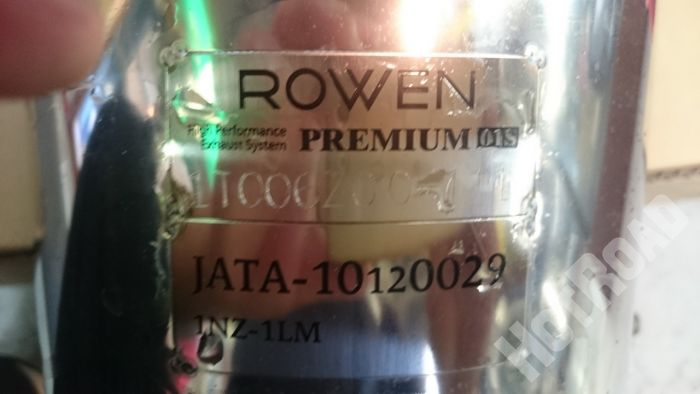 ROWEN
High Performance
Exhaust System
PREMIUM 01S
JATA-10120029
1NZ-1LM
HotRoad